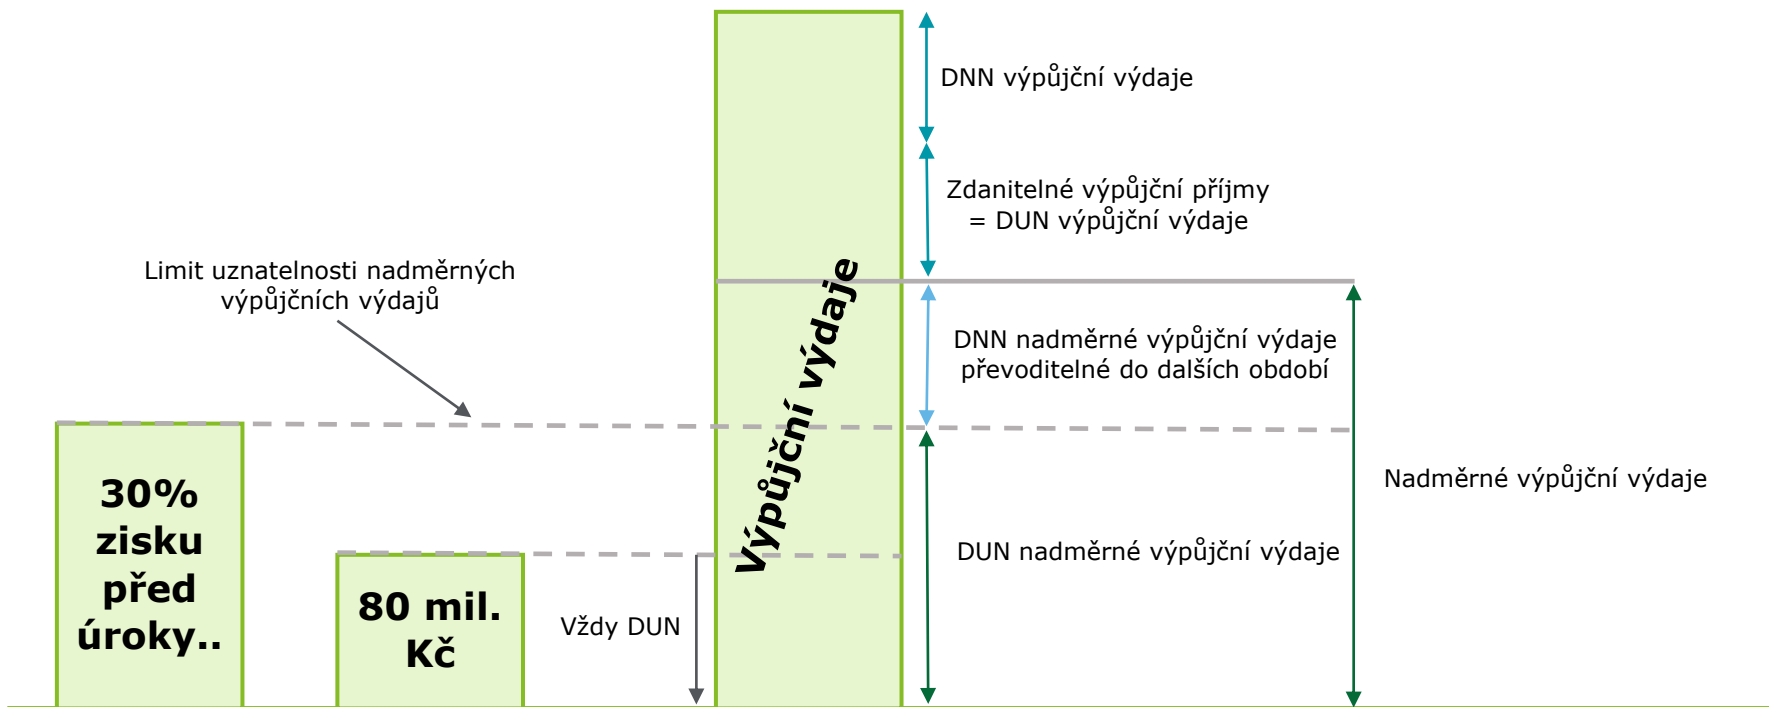 DNN výpůjční výdaje
Zdanitelné výpůjční příjmy
= DUN výpůjční výdaje
Limit uznatelnosti nadměrných
výpůjčních výdajů
Výpůjční výdaje
DNN nadměrné výpůjční výdaje
převoditelné do dalších období
30%
zisku
před
úroky..
80 mil.
Kč
Vždy DUN
DUN nadměrné výpůjční výdaje
Nadměrné výpůjční výdaje